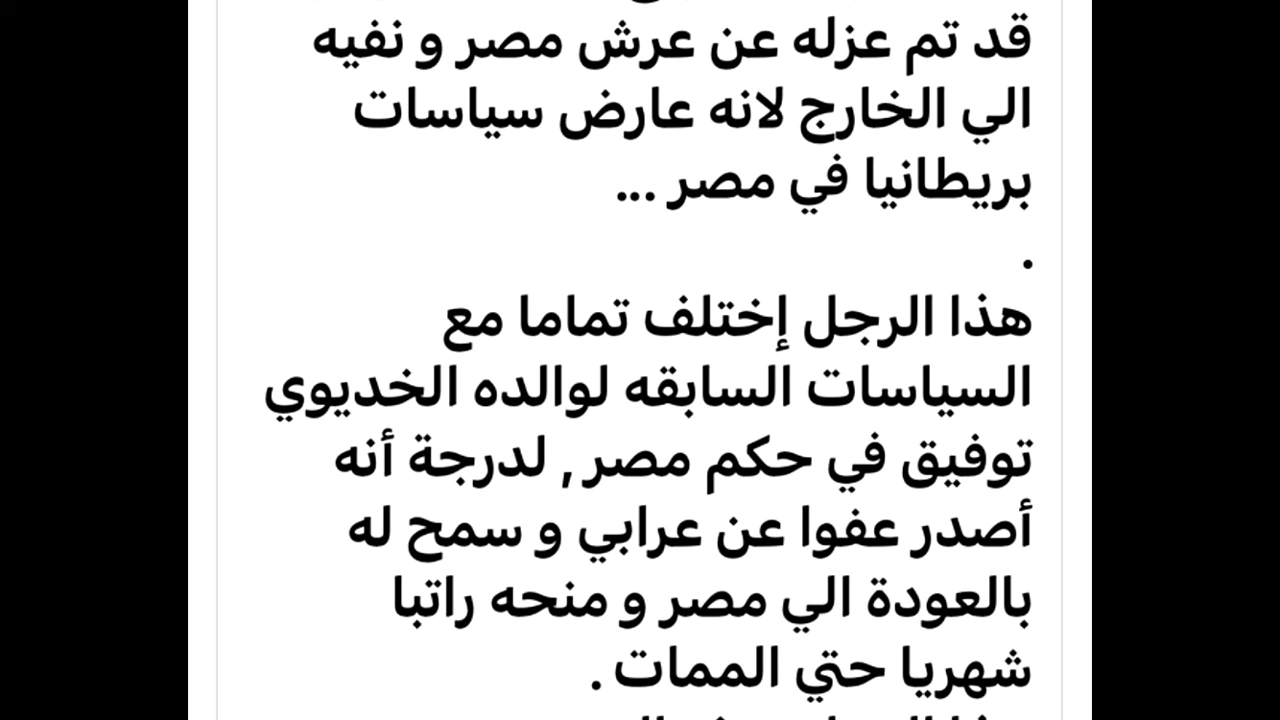 قد تم عزله عن عرش مصر و نفيه
الي الخارج لانه عارض سياسات
بريطانيا في مصر ...
.
هذا الرجل إختلف تماما مع
السياسات السابقه لوالده الخديوي
توفيق في حكم مصر , لدرجة أنه
أصدر عفوا عن عرابي و سمح له
بالعودة الي مصر و منحه راتبا
شهريا حتي الممات .